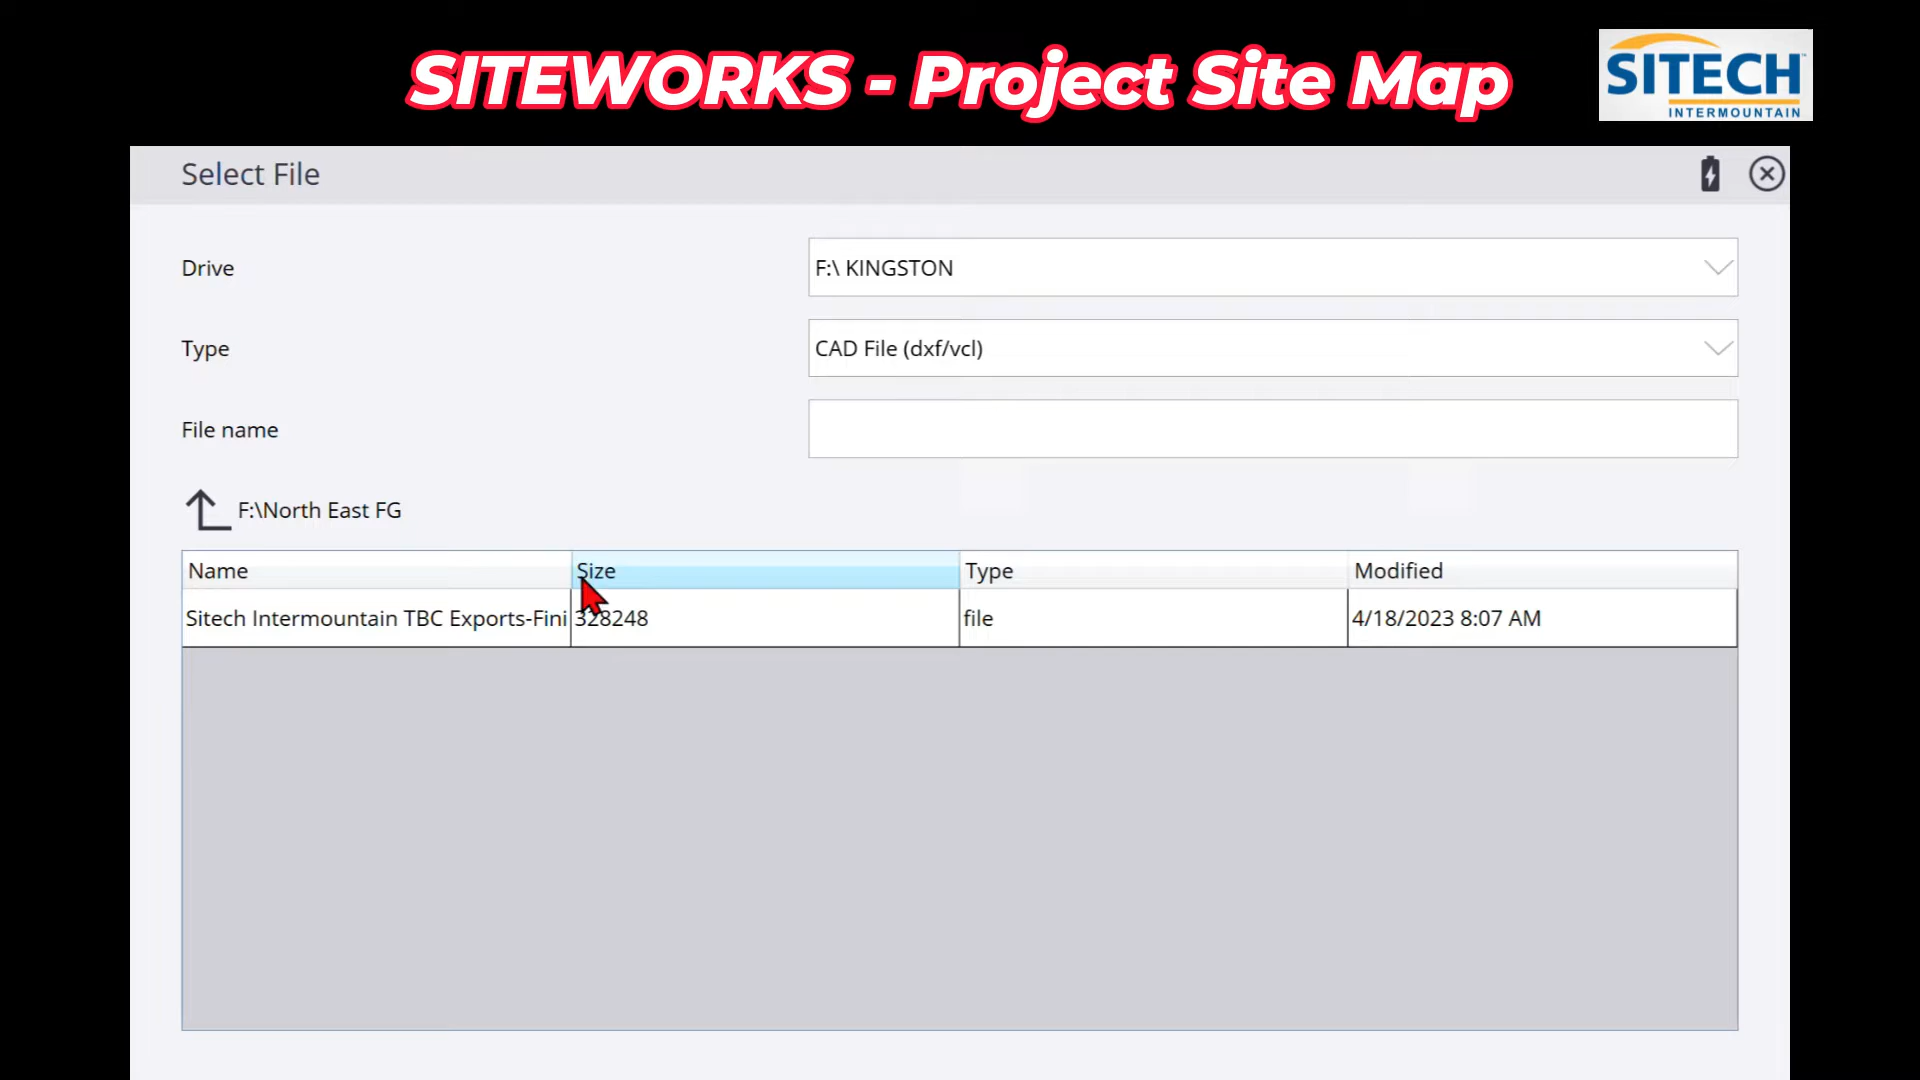 SITEWORKS - Project Site Map
SITECH
INTERMOUNTAIN
Select File
Drive
F:\ KINGSTON
Type
CAD File (dxf/vcl)
File name
F:\North East FG
Name Size Type Modified
Sitech Intermountain TBC Exports-Fini 328248 file 4/18/2023 8:07 AM